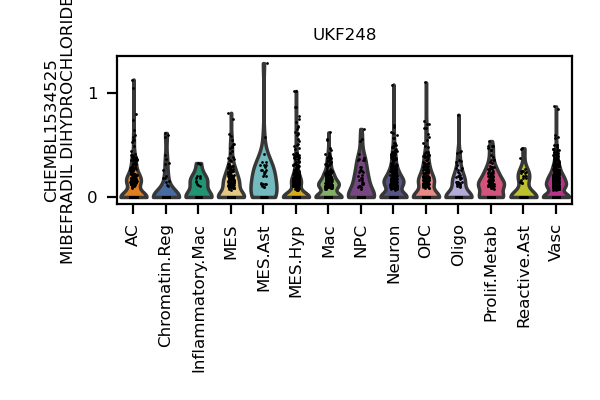 UKF248
CHEMBL1534525
MIBEFRADIL DIHYDROCHLORIDE
1
0
AC
Chromatin.Reg
Inflammatory.Mac
MES
MES.Ast
MES.Hyp
Mac
NPC
Neuron
OPC
Oligo
Prolif.Metab
Reactive.Ast
Vasc